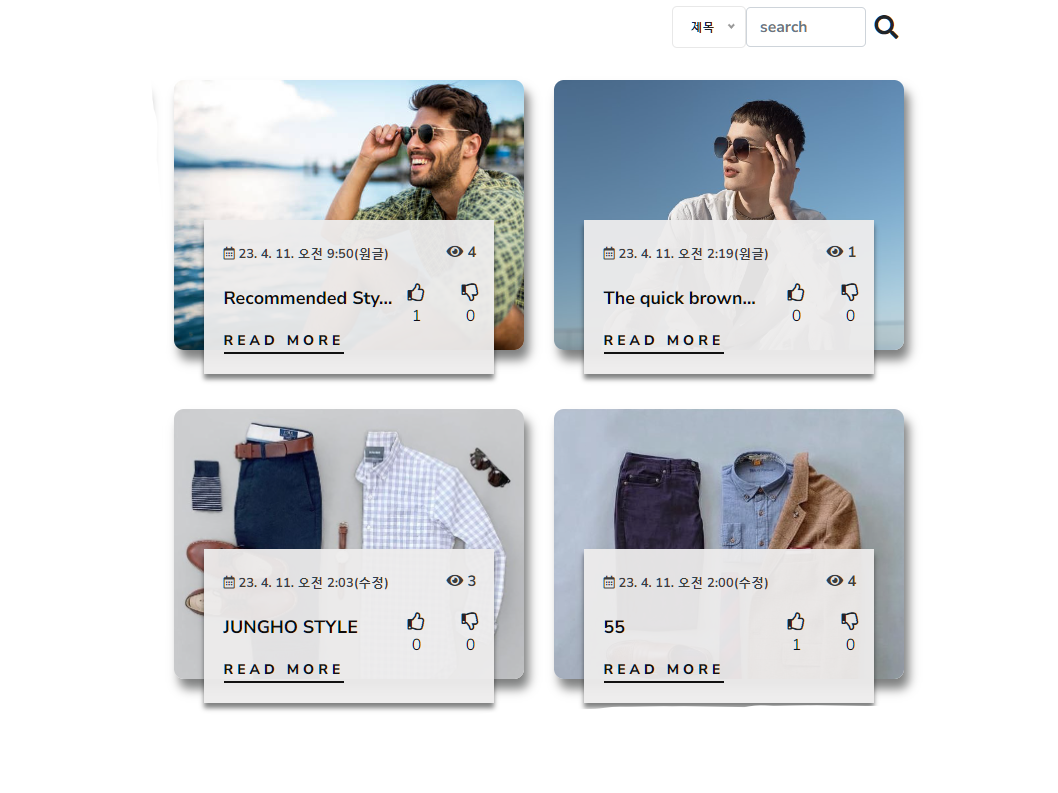 제목
search
23. 4. 11. 오전 9:50(원글)
4
Recommended Sty...
1
0
READ MORE
23. 4. 11. 오전 2:19(원글)
1
The quick brown...
0
0
READ MORE
23. 4. 11. 오전 2:03(수정)
3
JUNGHO STYLE
0
0
READ MORE
23. 4. 11. 오전 2:00(수정)
4
55
1
0
READ MORE